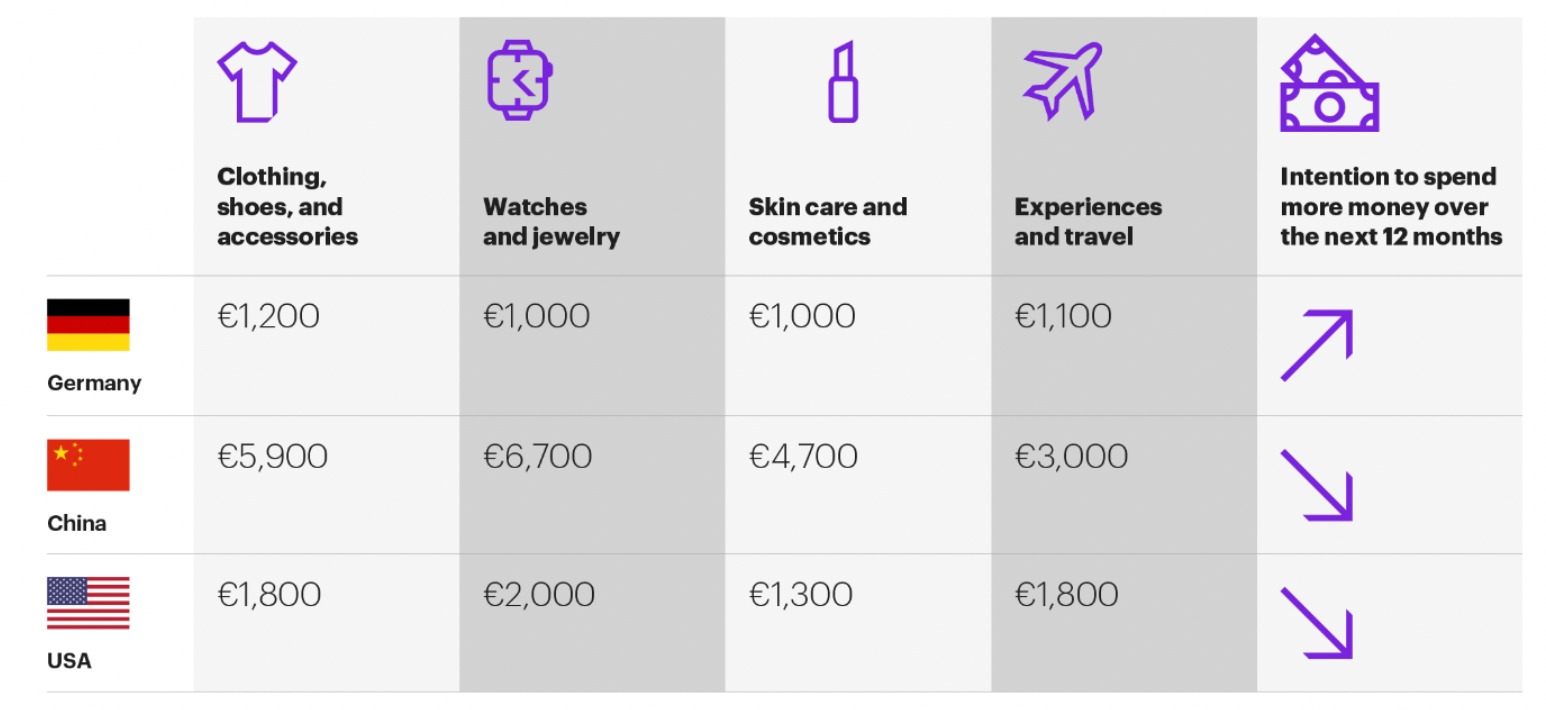 Clothing,
shoes, and
accessories
Watches
and jewelry
Skin care and
cosmetics
Experiences
and travel
Intention to spend
more money over
the next 12 months
Germany
€1,200
€1,000
€1,000
€1,100
China
€5,900
€6,700
€4,700
€3,000
USA
€1,800
€2,000
€1,300
€1,800